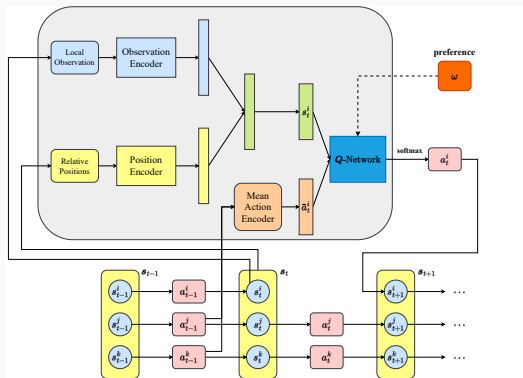 preference
Local
Observation
Observation
Encoder
ω
s_t^i
Relative
Positions
Position
Encoder
Q-Network
softmax
a_t^i
Mean
Action
Encoder
ā_t^i
s_{t-1}
s_t
s_{t+1}
s_{t-1}^i a_{t-1}^i s_t^i s_{t+1}^i ...
s_{t-1}^j a_{t-1}^j s_t^j a_t^j s_{t+1}^j ...
s_{t-1}^k a_{t-1}^k s_t^k a_t^k s_{t+1}^k ...